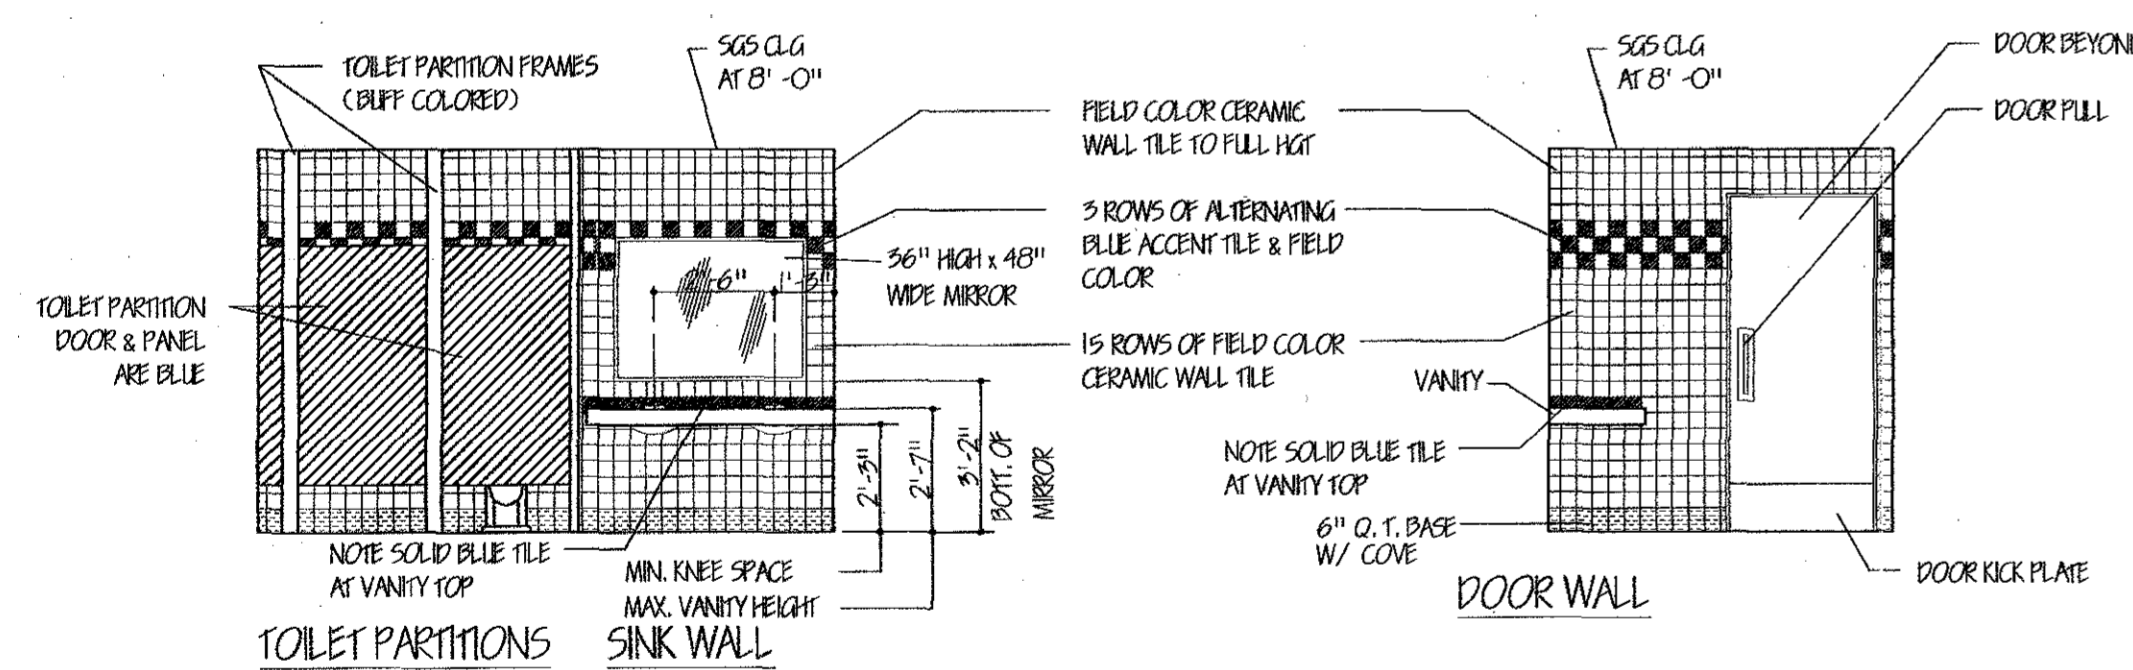 SGS CLG
AT 8' -0"
TOILET PARTITION FRAMES
(BUFF COLORED)
FIELD COLOR CERAMIC
WALL TILE TO FULL HGT
3 ROWS OF ALTERNATING
BLUE ACCENT TILE & FIELD
COLOR
36" HIGH x 48"
WIDE MIRROR
-6"
1'-3"
TOILET PARTITION
DOOR & PANEL
ARE BLUE
15 ROWS OF FIELD COLOR
CERAMIC WALL TILE
2'-3"
2'-7"
3'-2"
BOTT. OF
MIRROR
NOTE SOLID BLUE TILE
AT VANITY TOP
MIN. KNEE SPACE
MAX. VANITY HEIGHT
TOILET PARTITIONS
SINK WALL
SGS CLG
AT 8' -0"
DOOR BEYON
DOOR PULL
VANITY
NOTE SOLID BLUE TILE
AT VANITY TOP
6" Q.T. BASE
W/ COVE
DOOR KICK PLATE
DOOR WALL